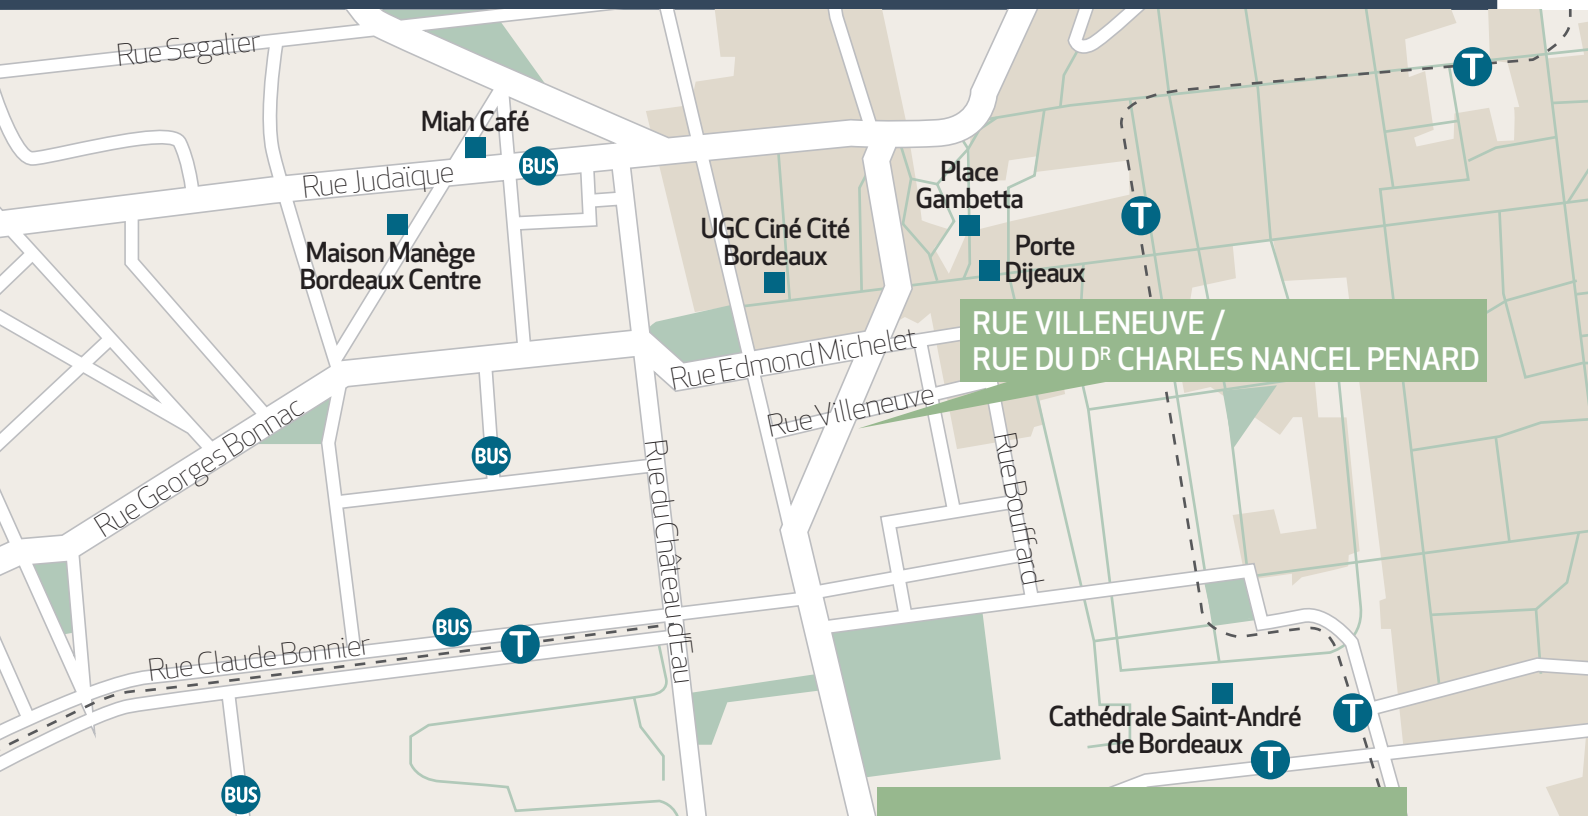 Rue Segalier
T
Miah Café
BUS
Rue Judaïque
Place
Gambetta
T
UGC Ciné Cité
Bordeaux
Maison Manège
Bordeaux Centre
Porte
Dijeaux
RUE VILLENEUVE /
RUE DU Dᴿ CHARLES NANCEL PENARD
Rue Edmond Michelet
Rue Villeneuve
Rue Georges Bonnac
BUS
Rue du Château d'Eau
Rue Bouffard
BUS
T
Rue Claude Bonnier
Cathédrale Saint-André
de Bordeaux
T
T
BUS